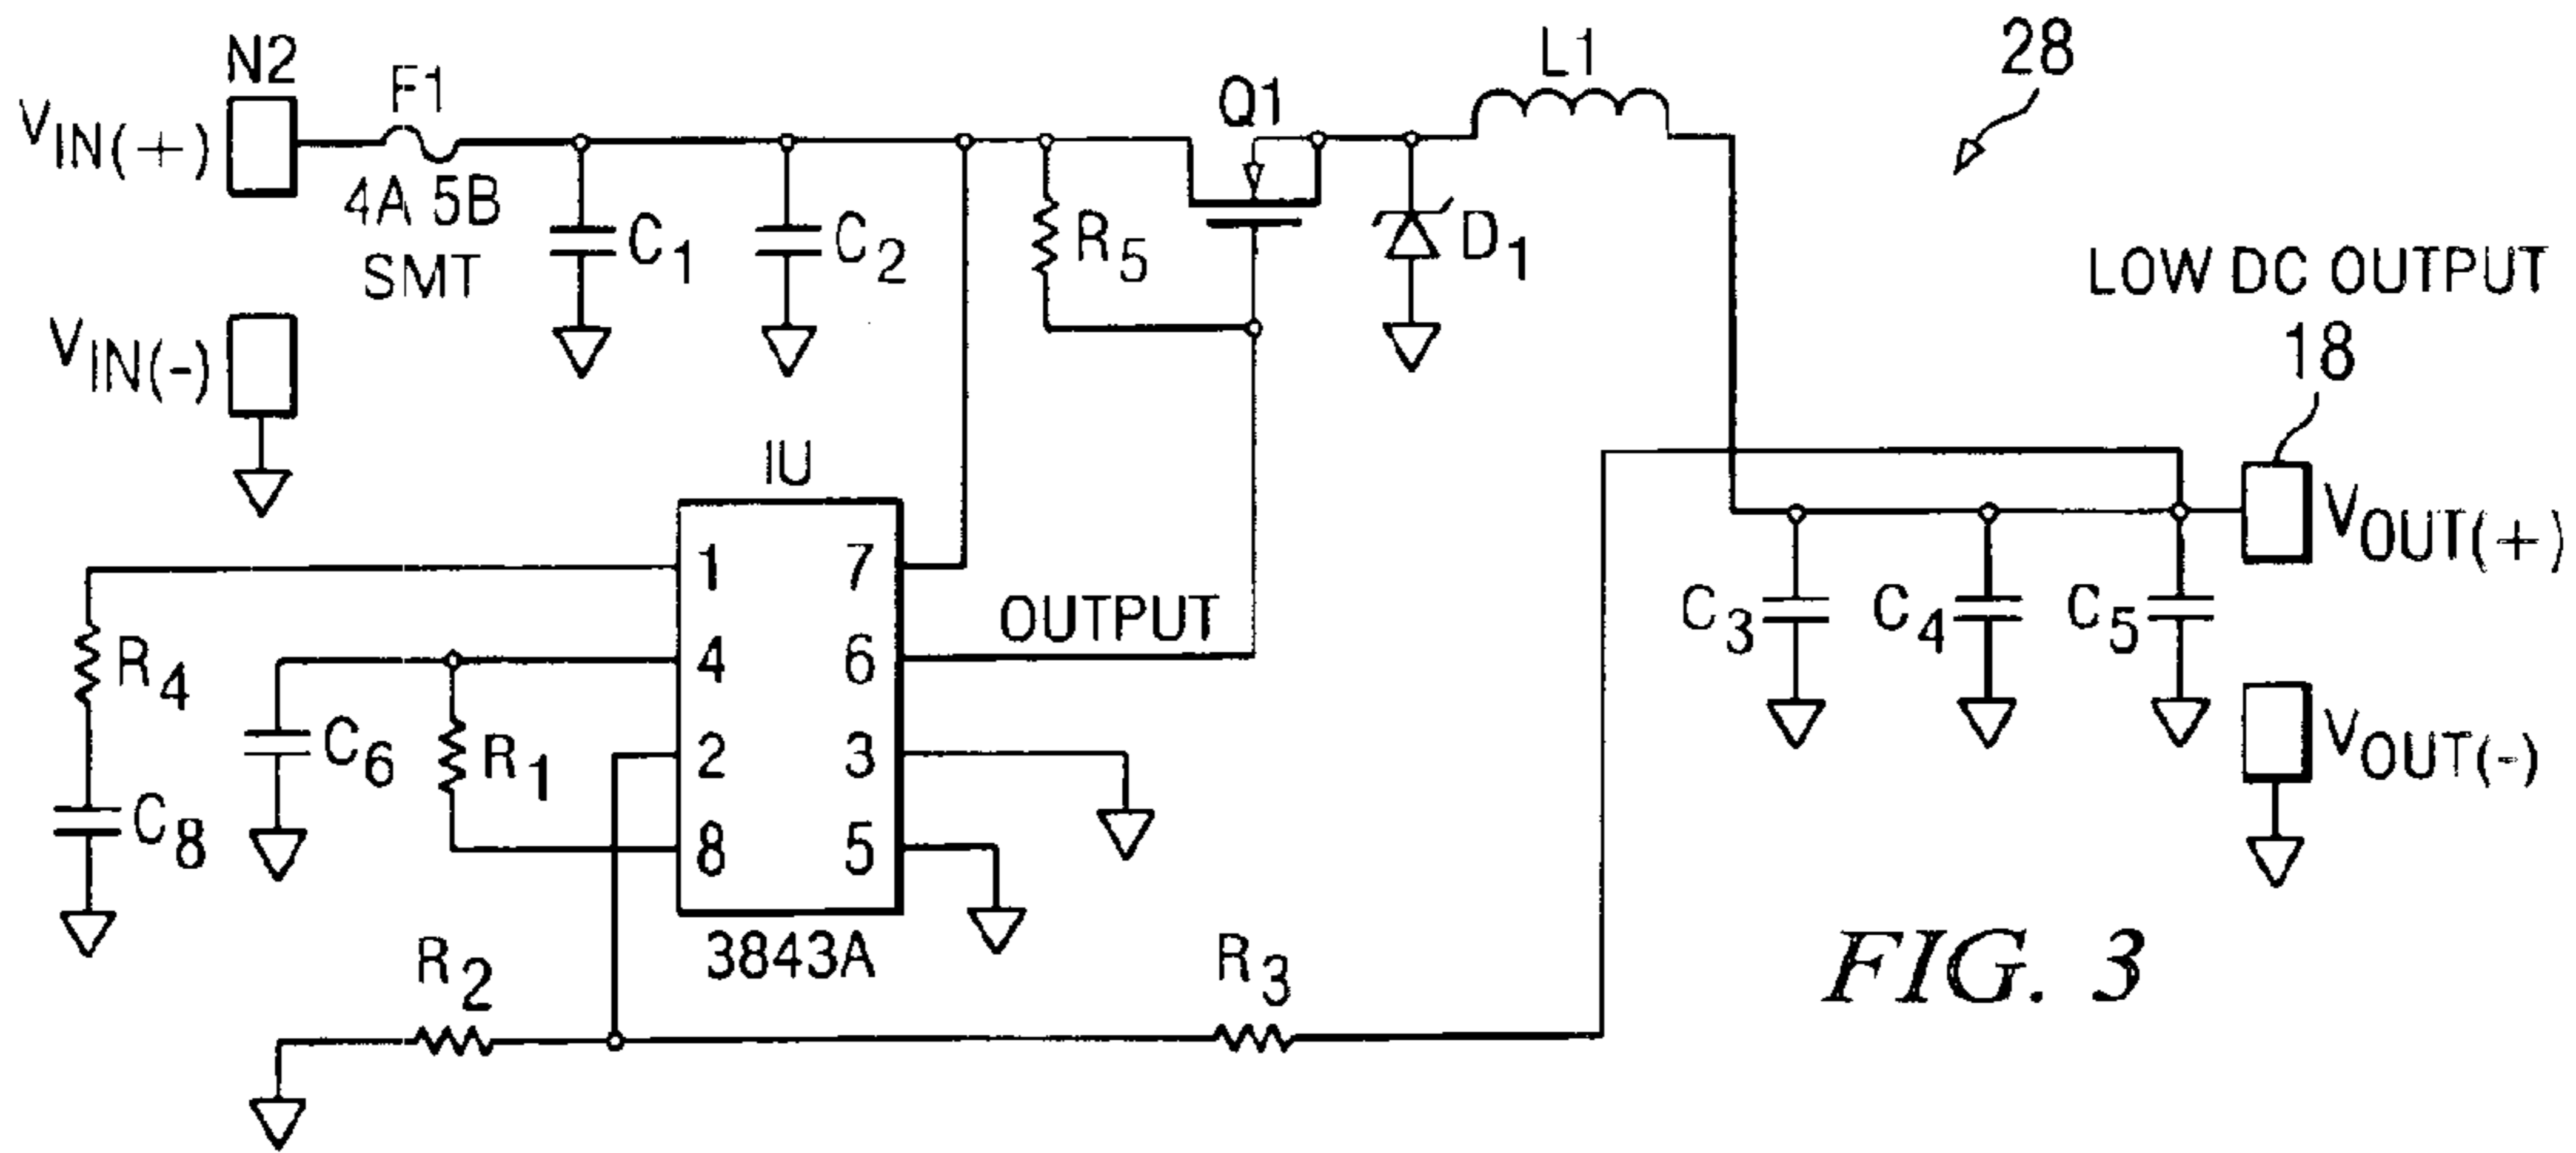 N2
F1
VIN(+)
4A 5B
SMT
C1
C2
R5
Q1
D1
L1
28
LOW DC OUTPUT
18
VIN(-)
IU
1 7
4 6
2 3
8 5
3843A
OUTPUT
R4
C8
C6
R1
R2
R3
C3
C4
C5
VOUT(+)
VOUT(-)
FIG. 3